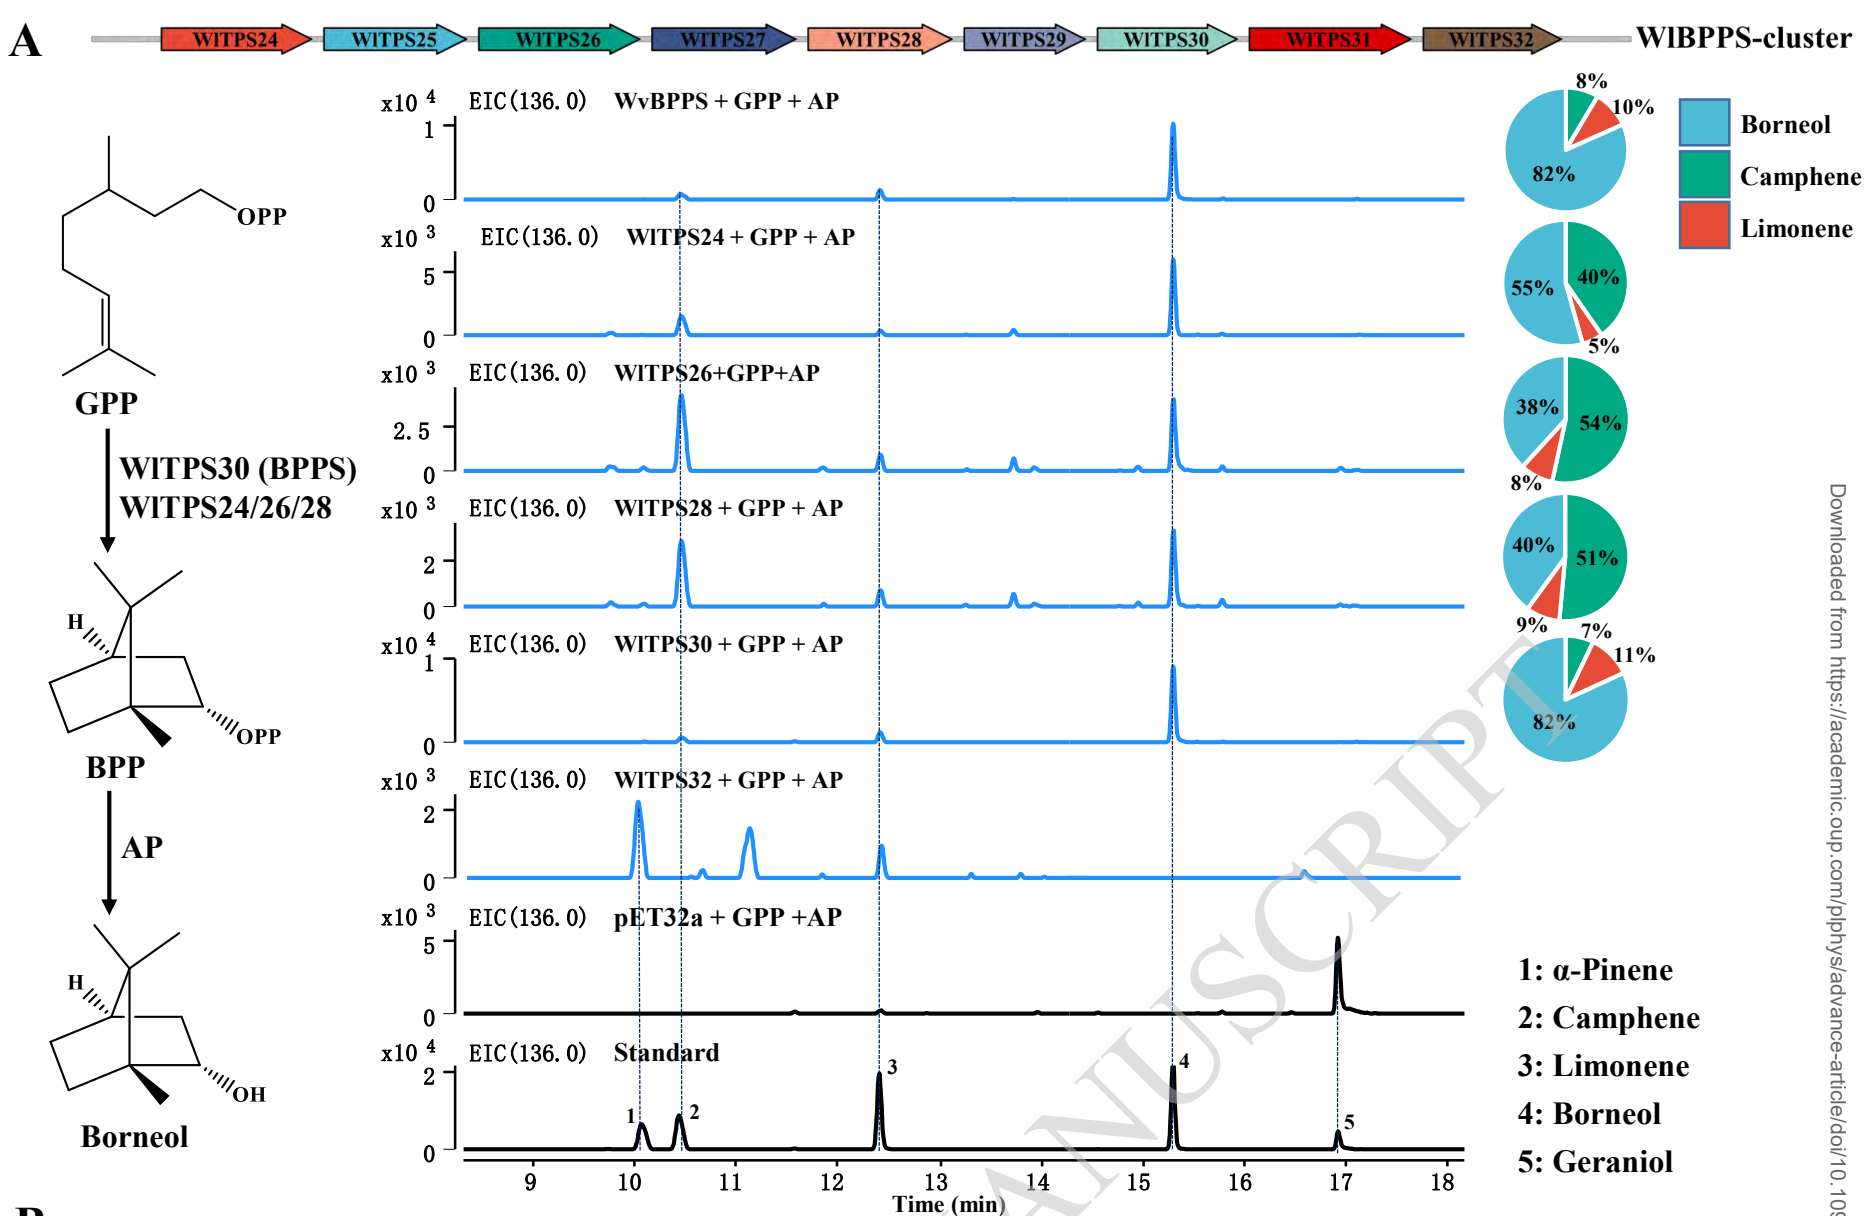 A
WlTPS24 WlTPS25 WlTPS26 WlTPS27 WlTPS28 WlTPS29 WlTPS30 WlTPS31 WlTPS32 WlBPPS-cluster
x10 4 EIC(136.0) WvBPPS + GPP + AP
1
0
8%
10%
82%
Borneol
Camphene
Limonene
OPP
GPP
WlTPS30 (BPPS)
WlTPS24/26/28
H
OPP
BPP
AP
H
OH
Borneol
x10 3 EIC(136.0) WlTPS24 + GPP + AP
5
0
55%
40%
5%
x10 3 EIC(136.0) WlTPS26+GPP+AP
2.5
0
38%
54%
8%
x10 3 EIC(136.0) WlTPS28 + GPP + AP
2
0
40%
51%
9%
x10 4 EIC(136.0) WlTPS30 + GPP + AP
1
0
7%
11%
82%
x10 3 EIC(136.0) WlTPS32 + GPP + AP
2
0
x10 3 EIC(136.0) pET32a + GPP +AP
5
0
x10 4 EIC(136.0) Standard
2
0
1 2 3 4 5
9 10 11 12 13 14 15 16 17 18
Time (min)
1: α-Pinene
2: Camphene
3: Limonene
4: Borneol
5: Geraniol
ANUSCRIPT
Downloaded from https://academic.oup.com/plphys/advance-article/doi/10.109